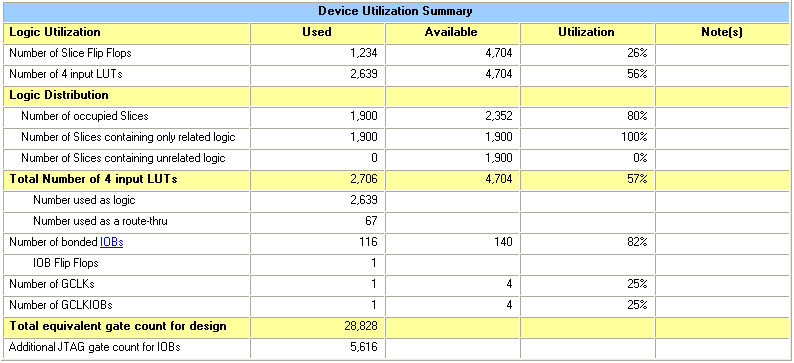 Device Utilization Summary
Logic Utilization Used Available Utilization Note(s)
Number of Slice Flip Flops 1,234 4,704 26%
Number of 4 input LUTs 2,639 4,704 56%
Logic Distribution
Number of occupied Slices 1,900 2,352 80%
Number of Slices containing only related logic 1,900 1,900 100%
Number of Slices containing unrelated logic 0 1,900 0%
Total Number of 4 input LUTs 2,706 4,704 57%
Number used as logic 2,639
Number used as a route-thru 67
Number of bonded IOBs 116 140 82%
IOB Flip Flops 1
Number of GCLKs 1 4 25%
Number of GCLKIOBs 1 4 25%
Total equivalent gate count for design 28,828
Additional JTAG gate count for IOBs 5,616